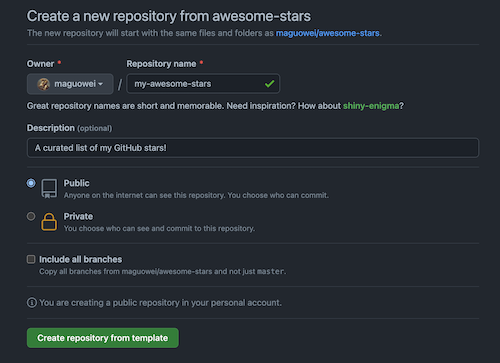 Create a new repository from awesome-stars
The new repository will start with the same files and folders as maguowei/awesome-stars.
Owner * Repository name *
maguowei / my-awesome-stars
Great repository names are short and memorable. Need inspiration? How about shiny-enigma?
Description (optional)
A curated list of my GitHub stars!
Public
Anyone on the internet can see this repository. You choose who can commit.
Private
You choose who can see and commit to this repository.
Include all branches
Copy all branches from maguowei/awesome-stars and not just master.
You are creating a public repository in your personal account.
Create repository from template